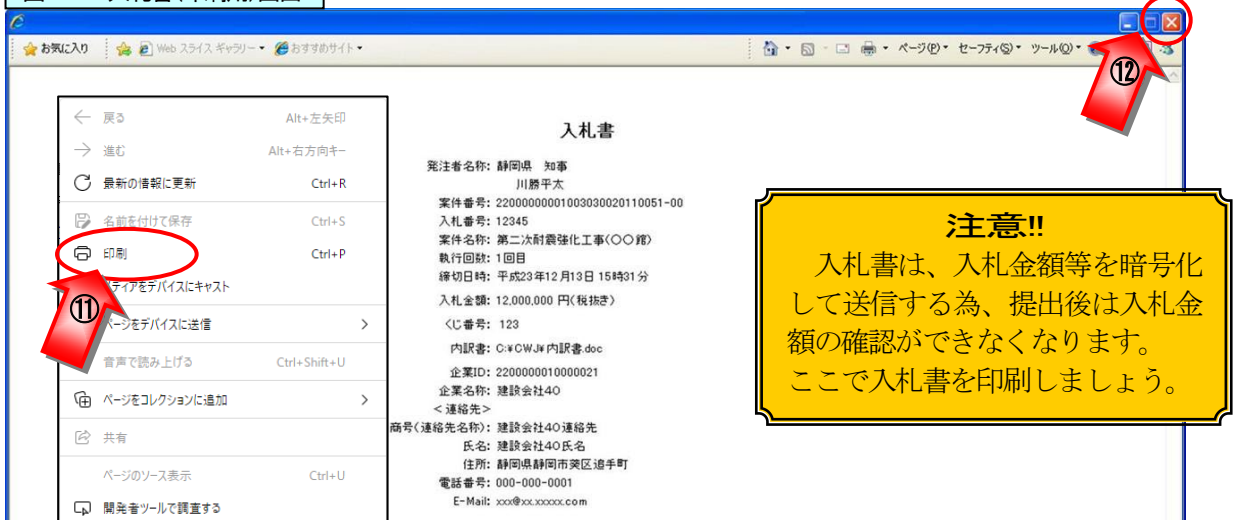 お気に入り Web スライス ギャラリー おすすめサイト ページ(P) セーフティ(S) ツール(O)
⑫
戻る Alt+左矢印
進む Alt+右方向キー
最新の情報に更新 Ctrl+R
名前を付けて保存 Ctrl+S
印刷 Ctrl+P
メディアをデバイスにキャスト
⑪
ページをデバイスに送信
音声で読み上げる Ctrl+Shift+U
ページをコレクションに追加
共有
ページのソース表示 Ctrl+U
開発者ツールで調査する
入札書
発注者名称: 静岡県 知事
川勝平太
案件番号: 2200000001003030020110051-00
入札番号: 12345
案件名称: 第二次耐震強化工事(〇〇館)
執行回数: 1回目
締切日時: 平成23年12月13日 15時31分
入札金額: 12,000,000 円(税抜き)
くじ番号: 123
内訳書: C:¥CWJ¥内訳書.doc
企業ID: 2200000010000021
企業名称: 建設会社40
<連絡先>
商号(連絡先名称): 建設会社40連絡先
氏名: 建設会社40氏名
住所: 静岡県静岡市葵区追手町
電話番号: 000-000-0001
E-Mail: xxx@xx.xxxxx.com
注意!!
入札書は、入札金額等を暗号化
して送信する為、提出後は入札金
額の確認ができなくなります。
ここで入札書を印刷しましょう。